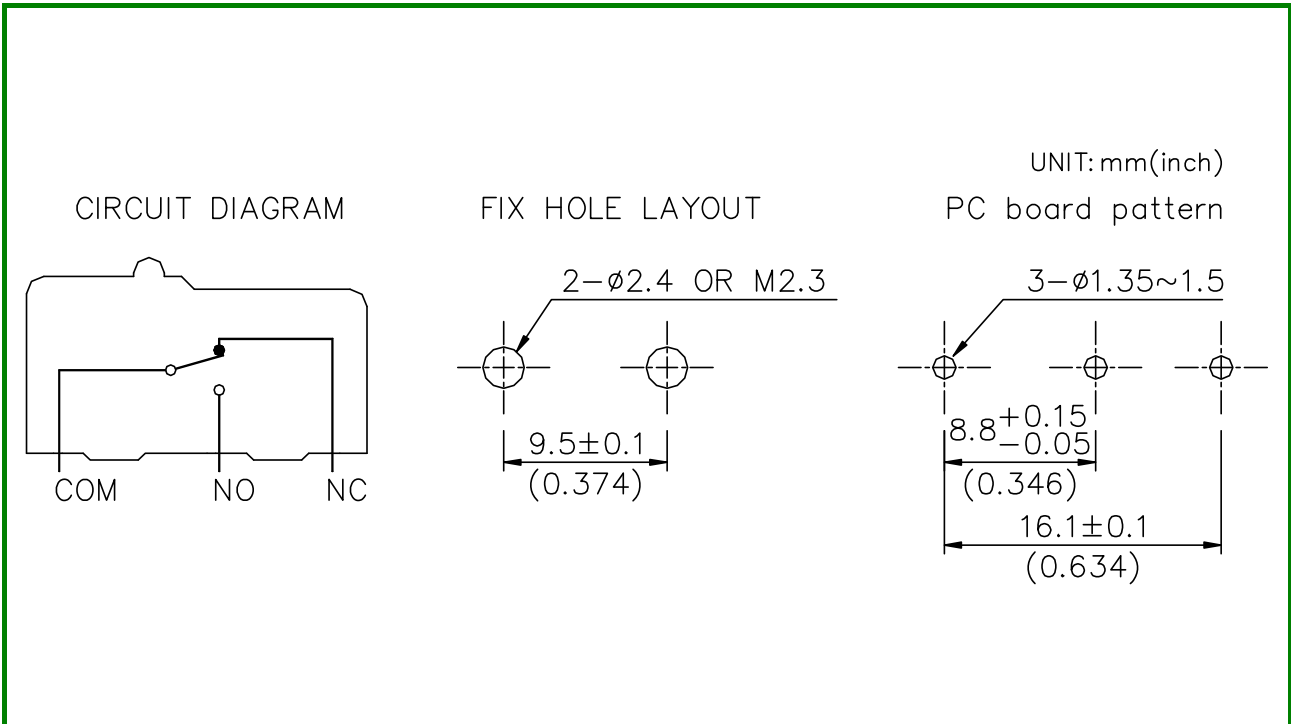 UNIT: mm(inch)
CIRCUIT DIAGRAM
FIX HOLE LAYOUT
PC board pattern
2-ø2.4 OR M2.3
3-ø1.35~1.5
9.5±0.1
(0.374)
8.8 +0.15
-0.05
(0.346)
16.1±0.1
(0.634)
COM
NO
NC